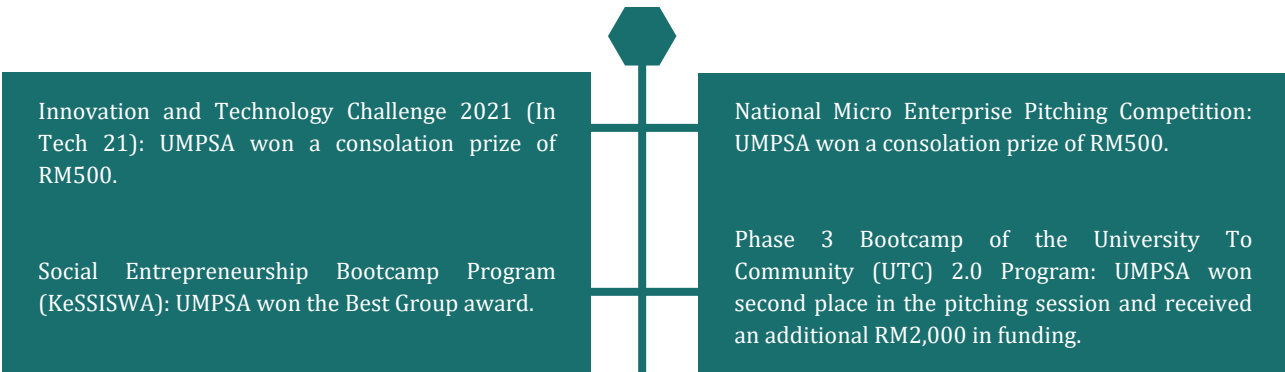 Innovation and Technology Challenge 2021 (In
Tech 21): UMPSA won a consolation prize of
RM500.
Social Entrepreneurship Bootcamp Program
(KeSSISWA): UMPSA won the Best Group award.
National Micro Enterprise Pitching Competition:
UMPSA won a consolation prize of RM500.
Phase 3 Bootcamp of the University To
Community (UTC) 2.0 Program: UMPSA won
second place in the pitching session and received
an additional RM2,000 in funding.